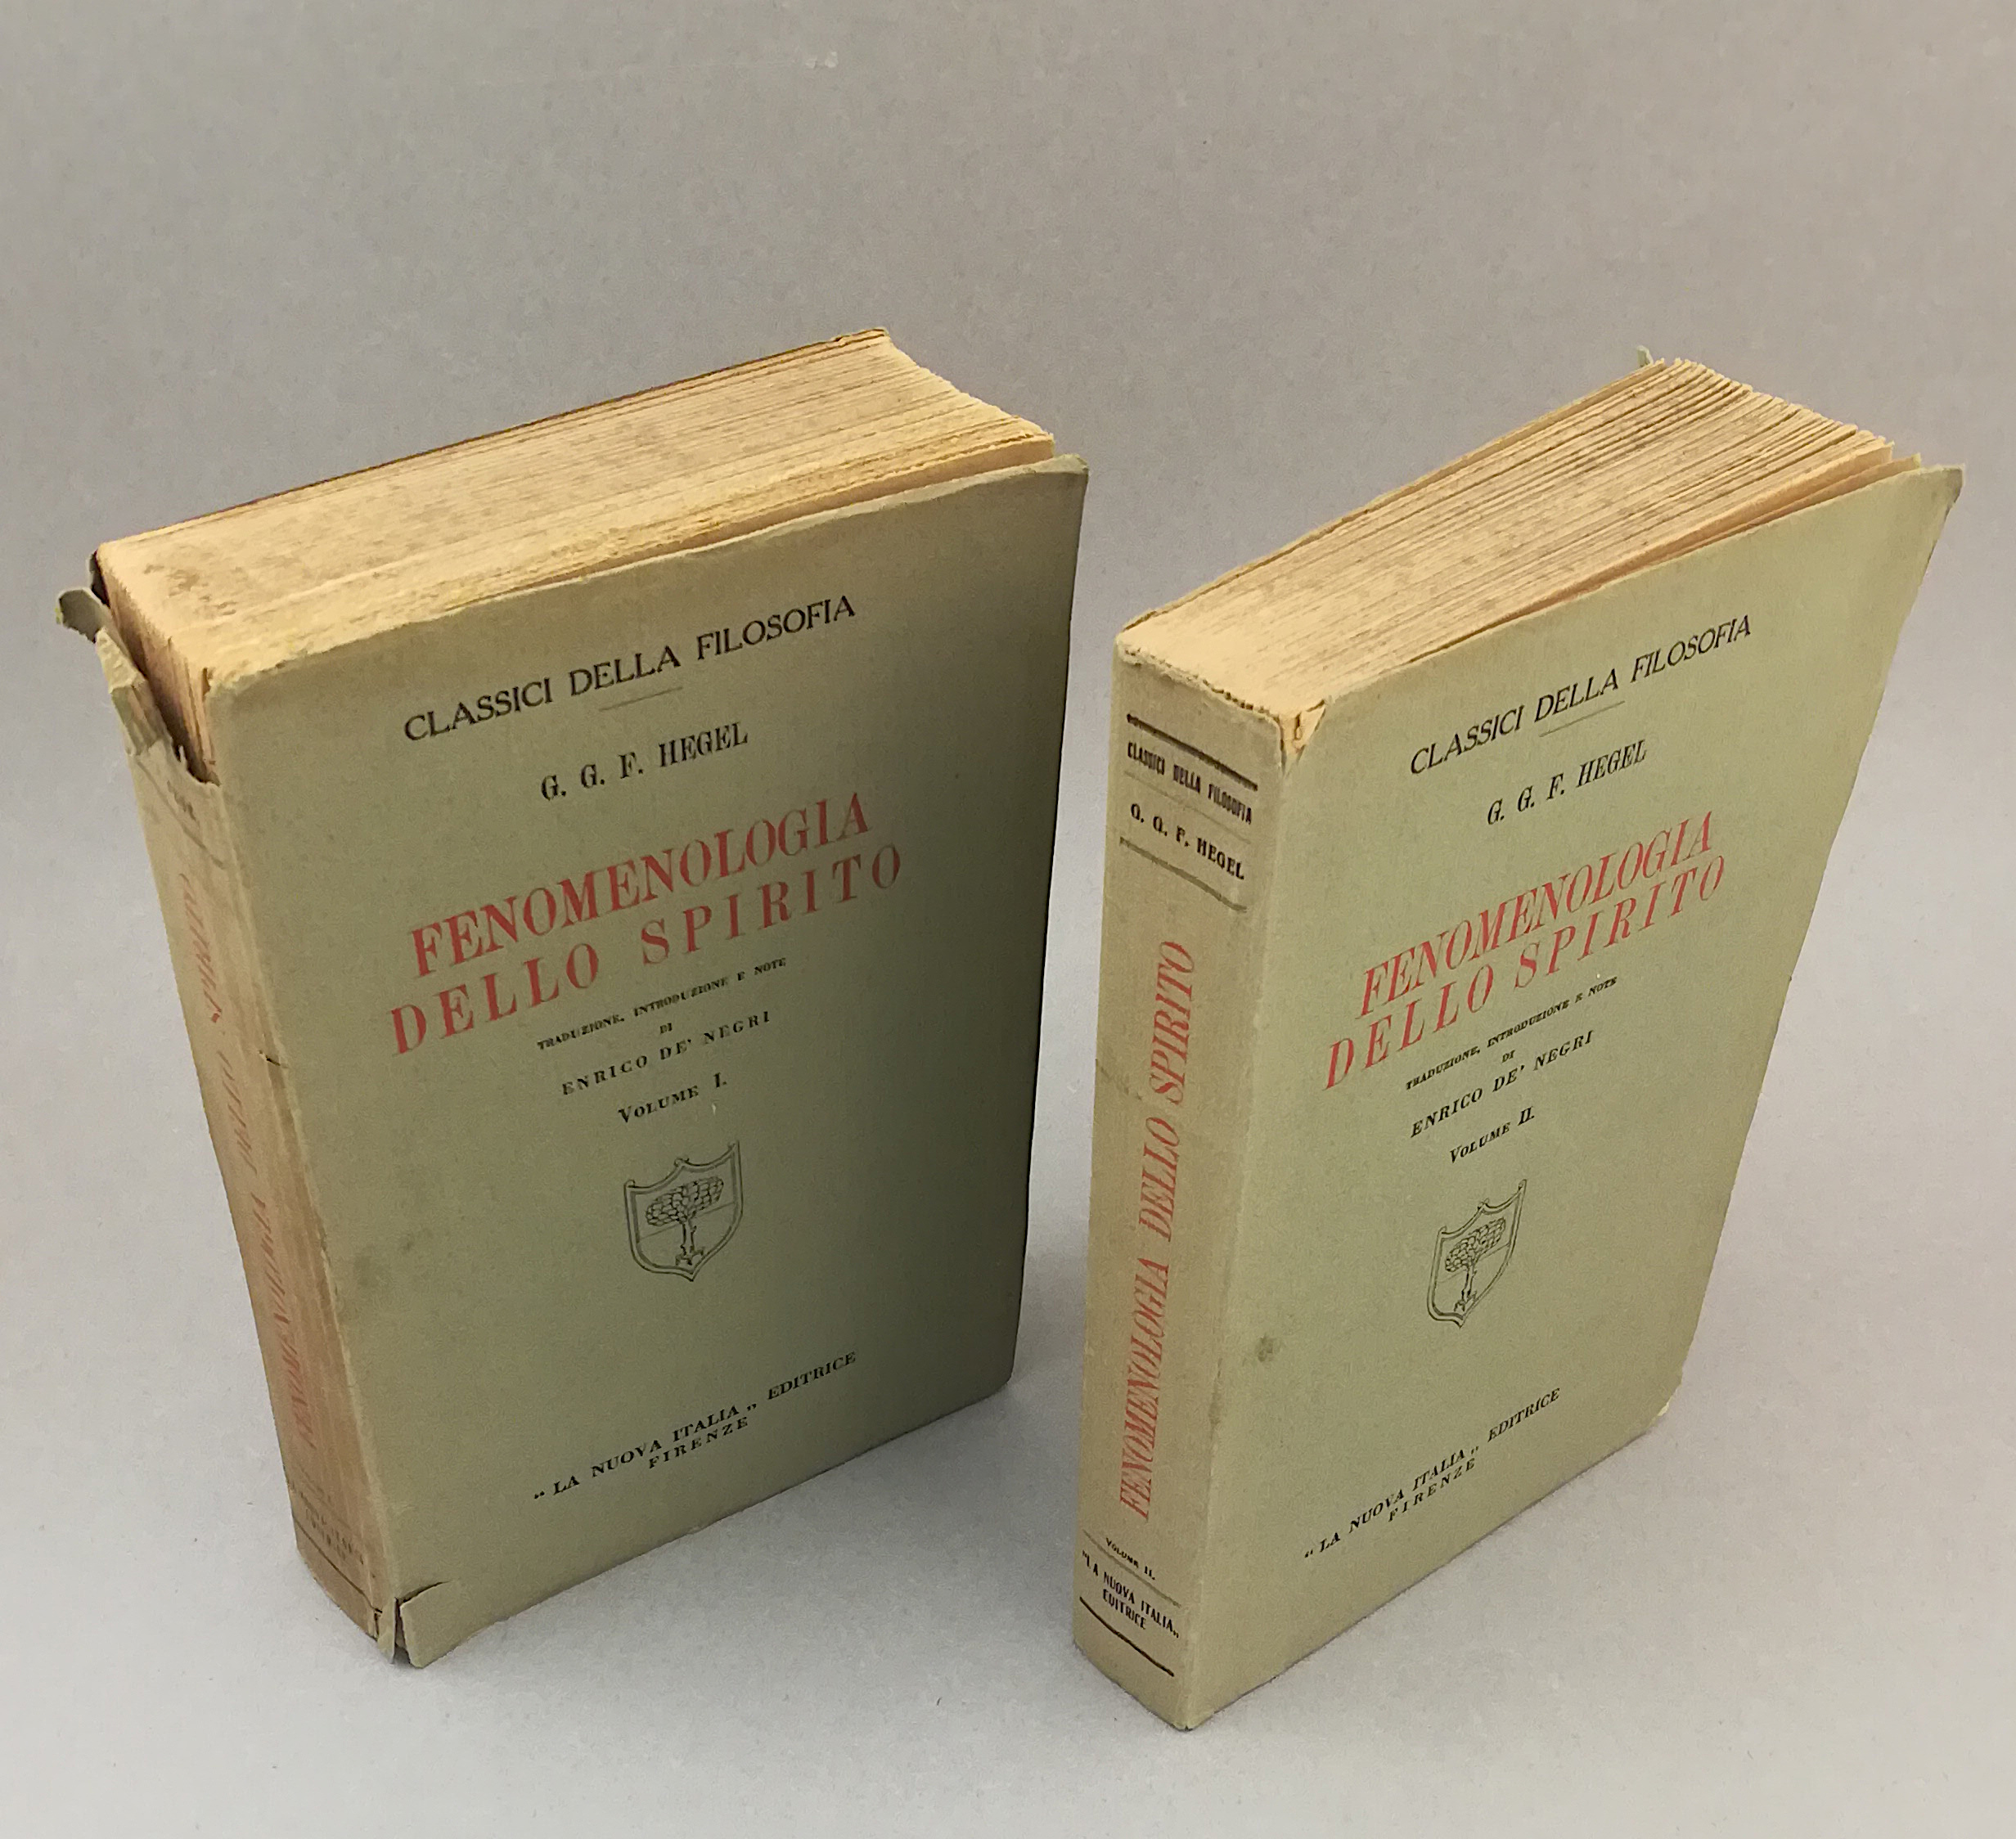 CLASSICI DELLA FILOSOFIA
G. G. F. HEGEL
FENOMENOLOGIA
DELLO SPIRITO
TRADUZIONE, INTRODUZIONE E NOTE
DI
ENRICO DE' NEGRI
VOLUME I.
“ LA NUOVA ITALIA „ EDITRICE
FIRENZE
CLASSICI DELLA FILOSOFIA
G. G. F. HEGEL
FENOMENOLOGIA DELLO SPIRITO
VOLUME II.
“LA NUOVA ITALIA„
EDITRICE
CLASSICI DELLA FILOSOFIA
G. G. F. HEGEL
FENOMENOLOGIA
DELLO SPIRITO
TRADUZIONE, INTRODUZIONE E NOTE
DI
ENRICO DE' NEGRI
VOLUME II.
“ LA NUOVA ITALIA „ EDITRICE
FIRENZE